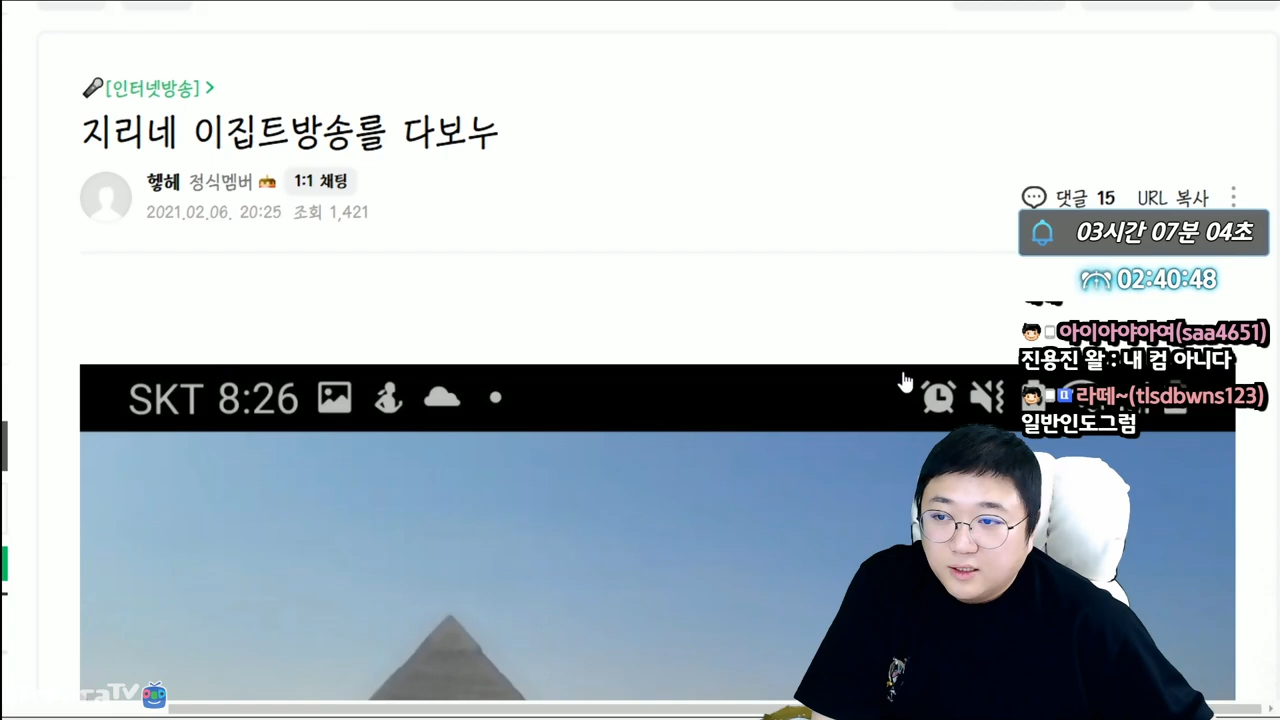 [인터넷방송] >
지리네 이집트방송를 다보누
헿헤 정식멤버 1:1 채팅
2021.02.06. 20:25 조회 1,421
댓글 15 URL 복사
03시간 07분 04초
02:40:48
아이아야아여(saa4651)
진용진 왈 : 내 컴 아니다
라떼~(tlsdbwns123)
일반인도그럼
SKT 8:26
TV